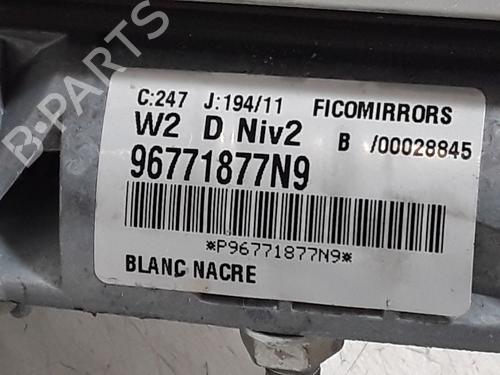 C:247 J:194/11 FICOMIRRORS
W2 D Niv2 B /00028845
96771877N9
*P96771877N9*
BLANC NACRE
B-PARTS